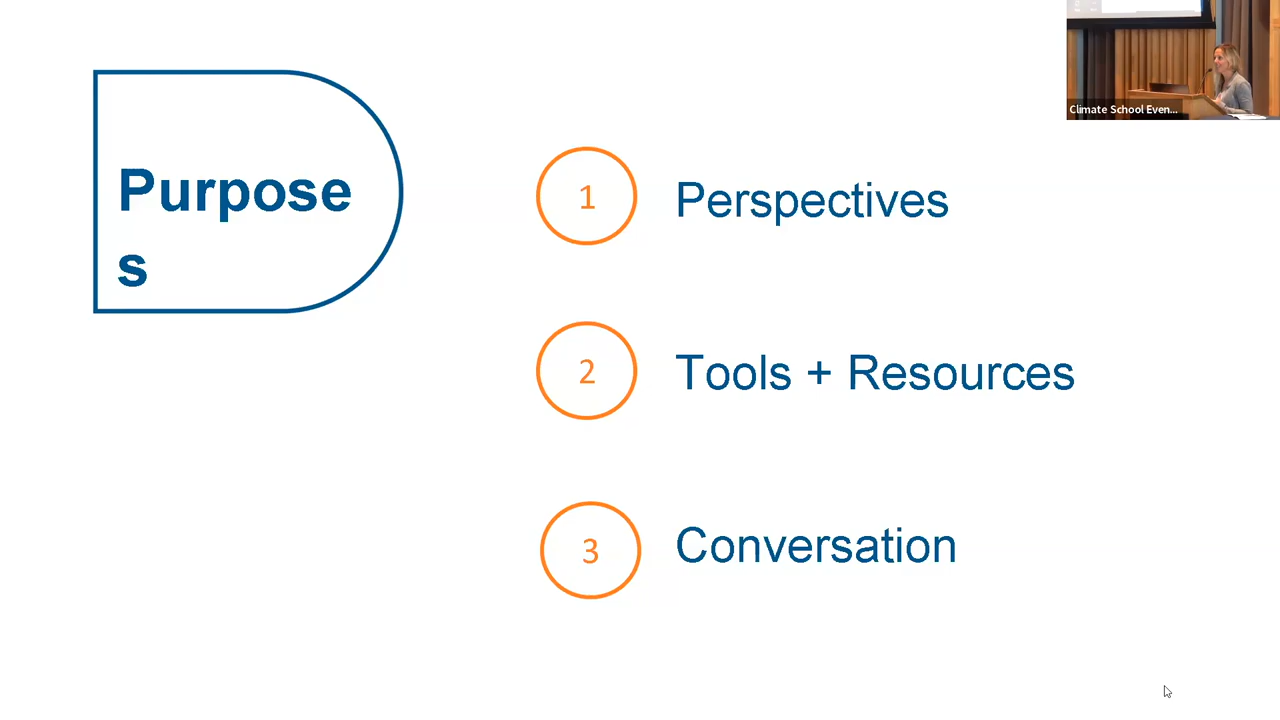 Purpose
s
1
Perspectives
2
Tools + Resources
3
Conversation
Climate School Even...